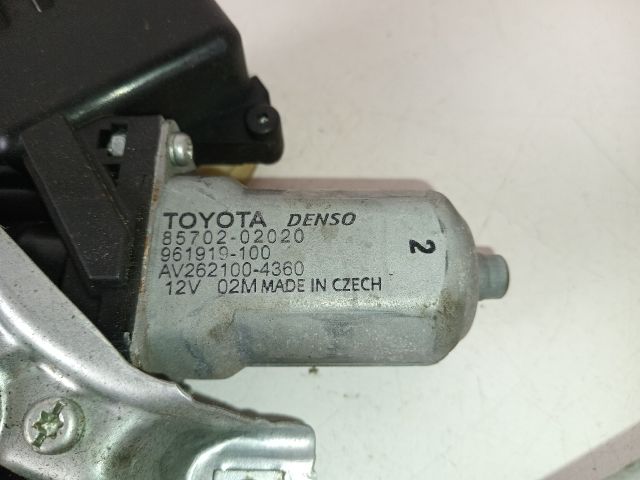 TOYOTA DENSO
85702-02020
961919-100
AV262100-4360
12V 02M MADE IN CZECH
2